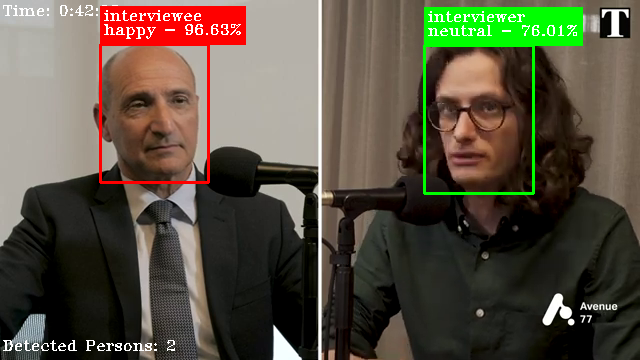 Time: 0:42:
interviewee
happy - 96.63%
interviewer
neutral - 76.01%
T
Avenue
77
Detected Persons: 2